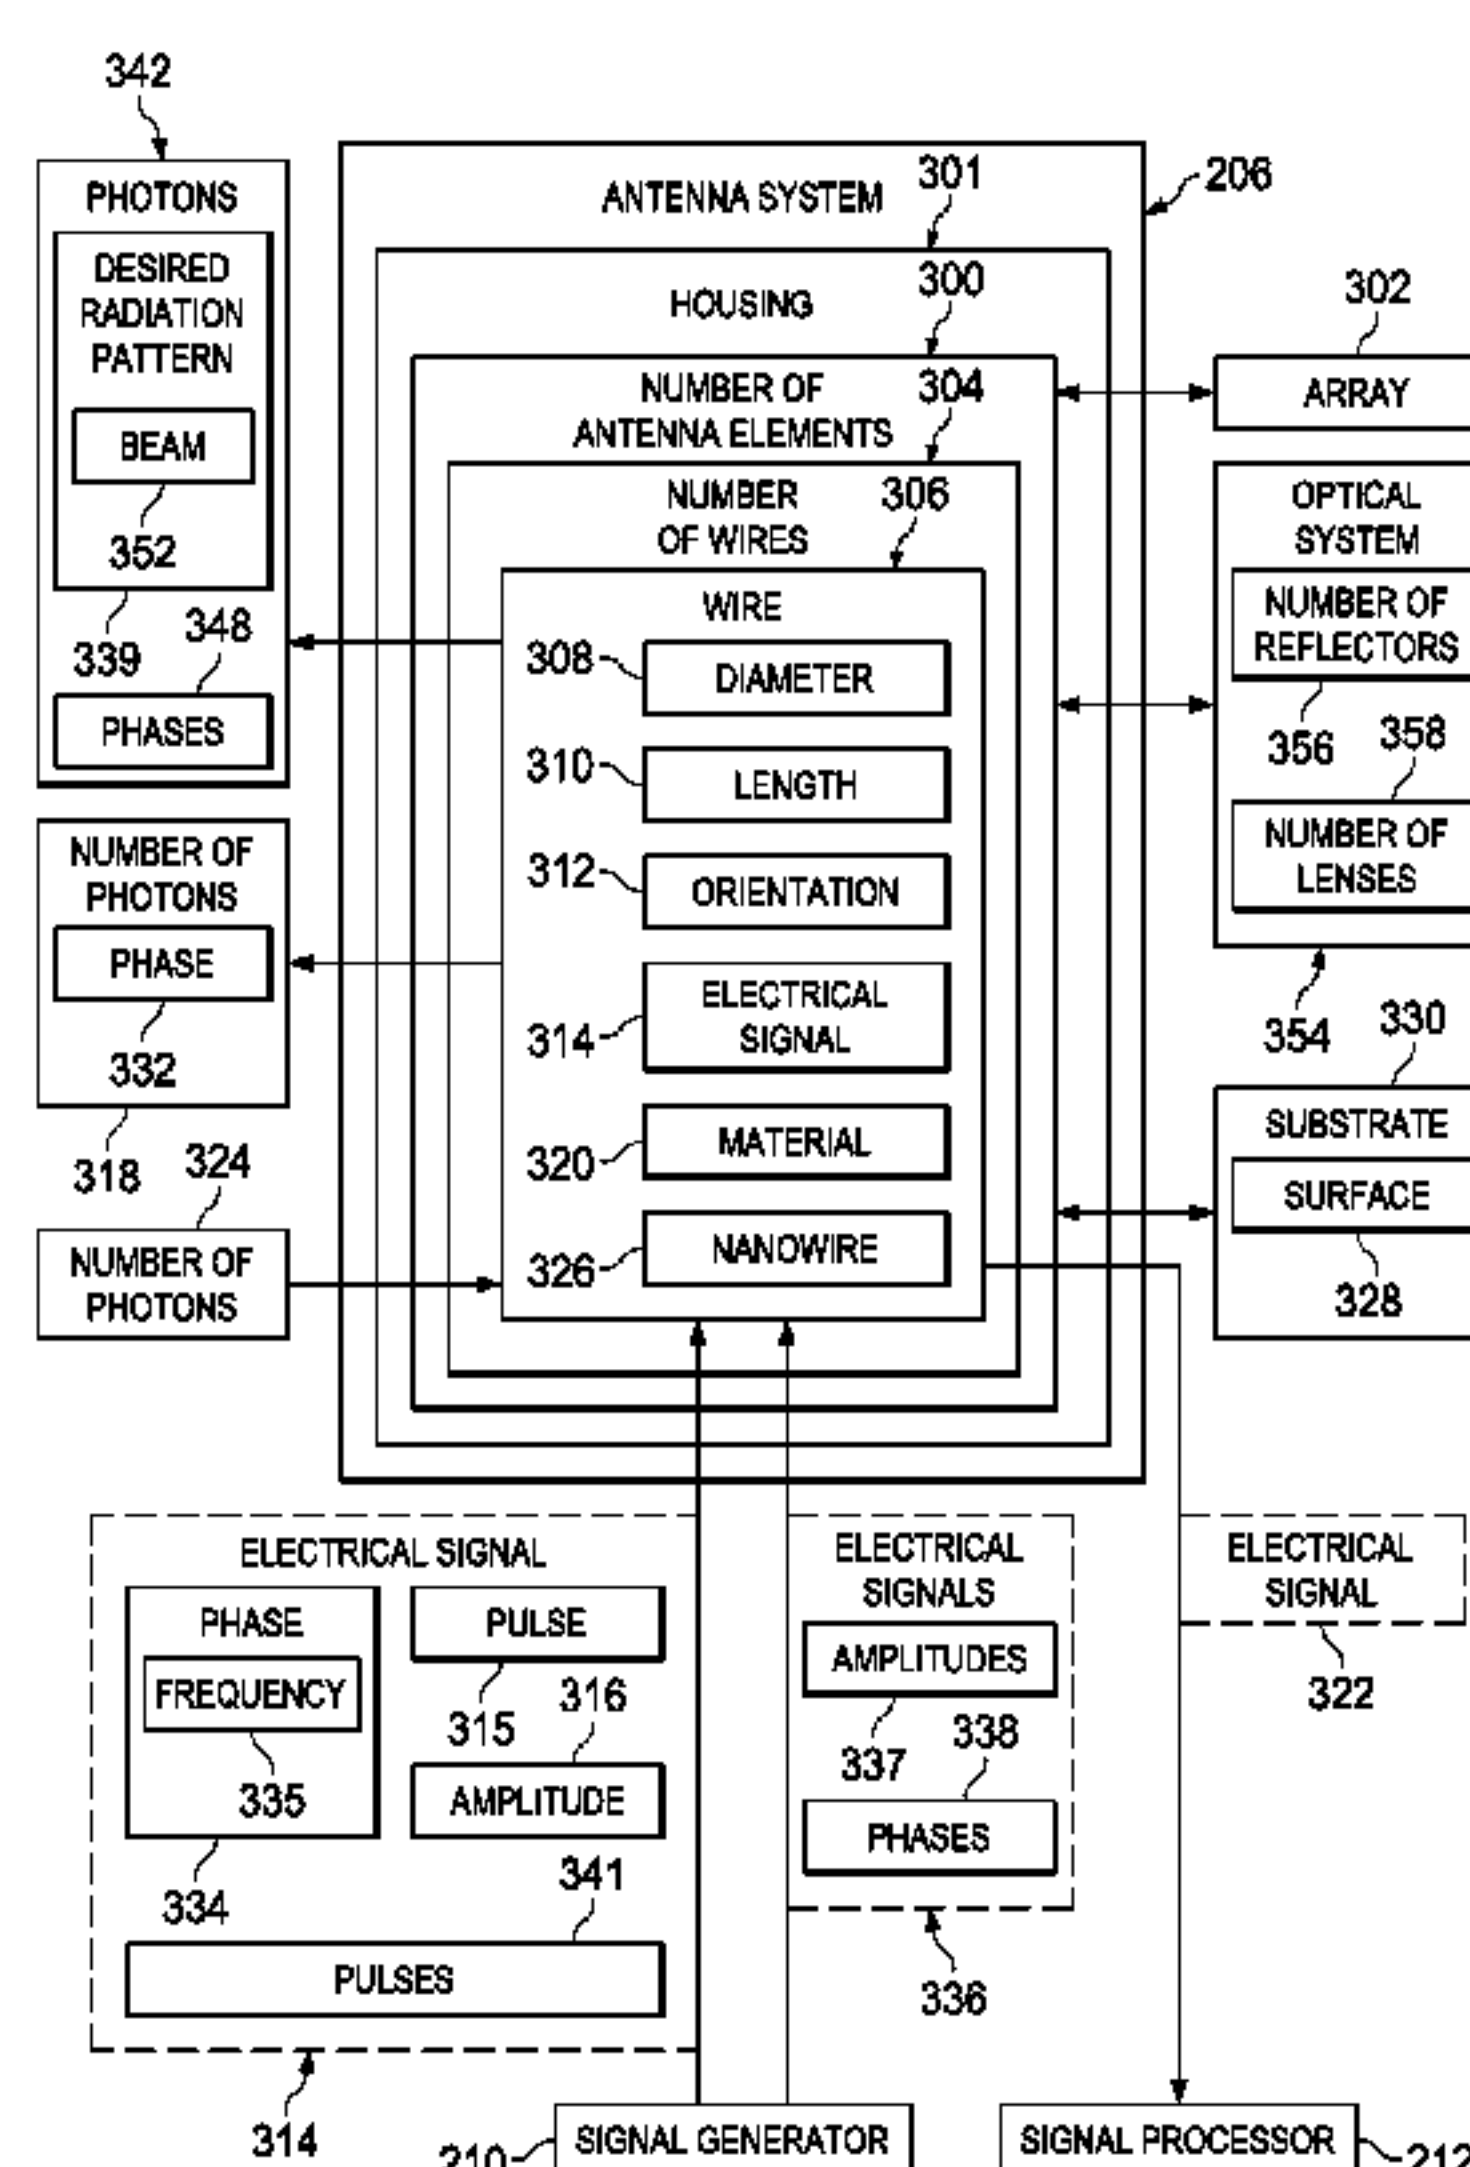 342
PHOTONS
DESIRED
RADIATION
PATTERN
BEAM
352
339
348
PHASES
NUMBER OF
PHOTONS
PHASE
332
318
324
NUMBER OF
PHOTONS
ANTENNA SYSTEM
301
206
HOUSING
300
NUMBER OF
ANTENNA ELEMENTS
304
NUMBER
OF WIRES
306
WIRE
308
DIAMETER
310
LENGTH
312
ORIENTATION
314
ELECTRICAL
SIGNAL
320
MATERIAL
326
NANOWIRE
302
ARRAY
OPTICAL
SYSTEM
NUMBER OF
REFLECTORS
356
358
NUMBER OF
LENSES
354
330
SUBSTRATE
SURFACE
328
ELECTRICAL SIGNAL
PHASE
FREQUENCY
335
334
PULSE
315
316
AMPLITUDE
341
PULSES
314
ELECTRICAL
SIGNALS
AMPLITUDES
337
338
PHASES
336
ELECTRICAL
SIGNAL
322
210
SIGNAL GENERATOR
SIGNAL PROCESSOR
212